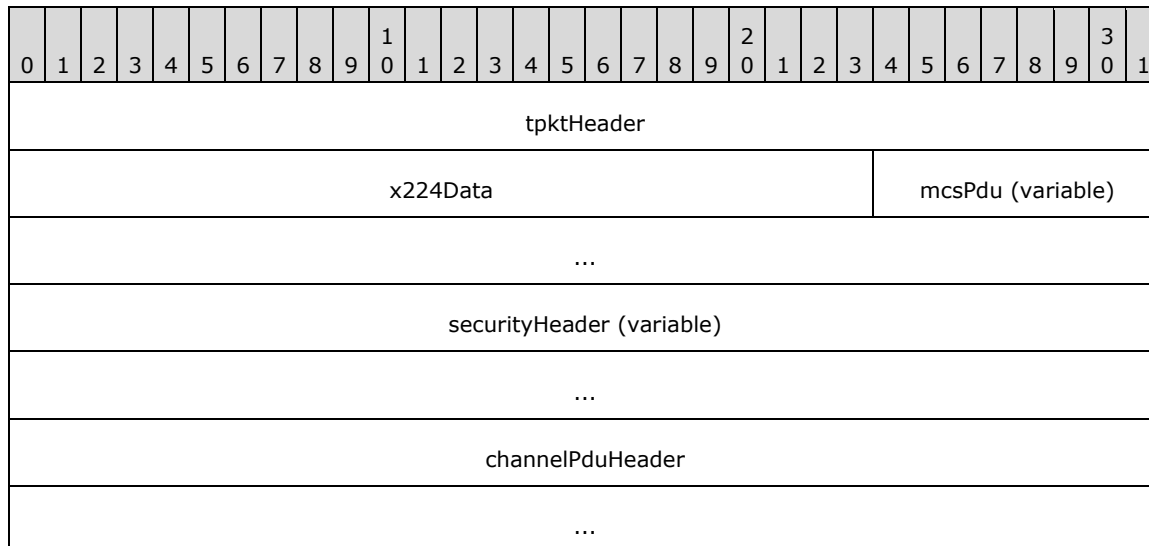 1 2 3
0 1 2 3 4 5 6 7 8 9 0 1 2 3 4 5 6 7 8 9 0 1 2 3 4 5 6 7 8 9 0 1
tpktHeader
x224Data mcsPdu (variable)
...
securityHeader (variable)
...
channelPduHeader
...